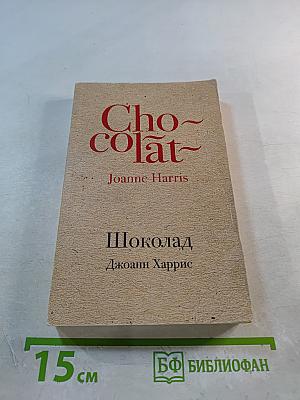 Cho~
colat~
Joanne Harris
Шоколад
Джоанн Харрис
15 см
БФ БИБЛИОФАН